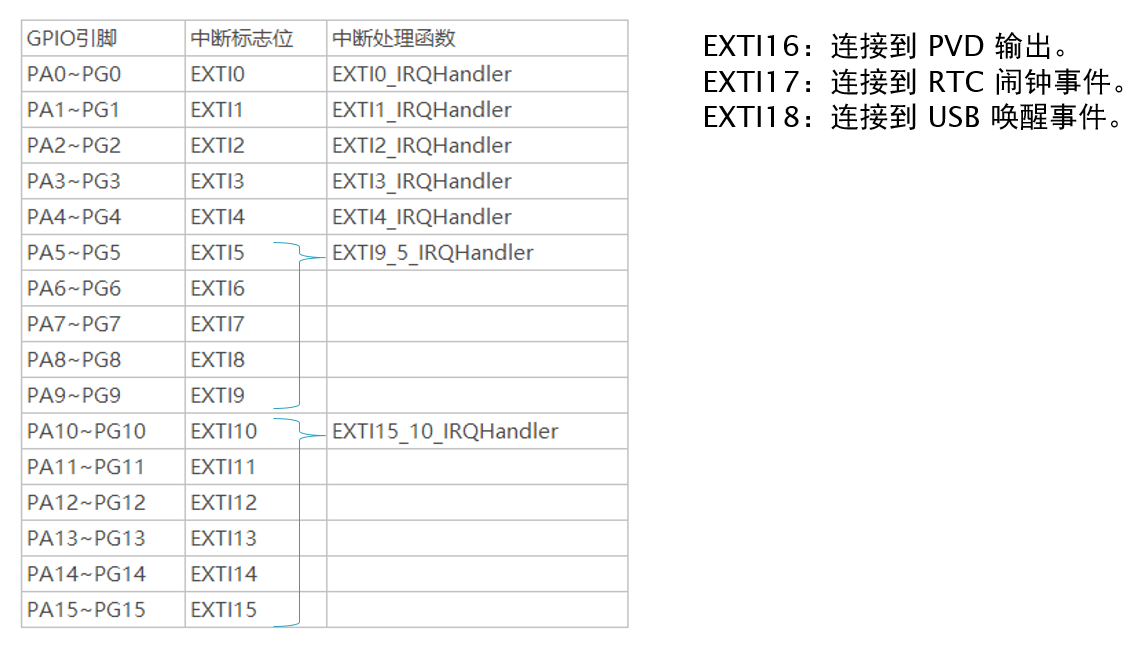 GPIO引脚 中断标志位 中断处理函数
PA0~PG0 EXTI0 EXTI0_IRQHandler
PA1~PG1 EXTI1 EXTI1_IRQHandler
PA2~PG2 EXTI2 EXTI2_IRQHandler
PA3~PG3 EXTI3 EXTI3_IRQHandler
PA4~PG4 EXTI4 EXTI4_IRQHandler
PA5~PG5 EXTI5 EXTI9_5_IRQHandler
PA6~PG6 EXTI6
PA7~PG7 EXTI7
PA8~PG8 EXTI8
PA9~PG9 EXTI9
PA10~PG10 EXTI10 EXTI15_10_IRQHandler
PA11~PG11 EXTI11
PA12~PG12 EXTI12
PA13~PG13 EXTI13
PA14~PG14 EXTI14
PA15~PG15 EXTI15
EXTI16：连接到 PVD 输出。
EXTI17：连接到 RTC 闹钟事件。
EXTI18：连接到 USB 唤醒事件。